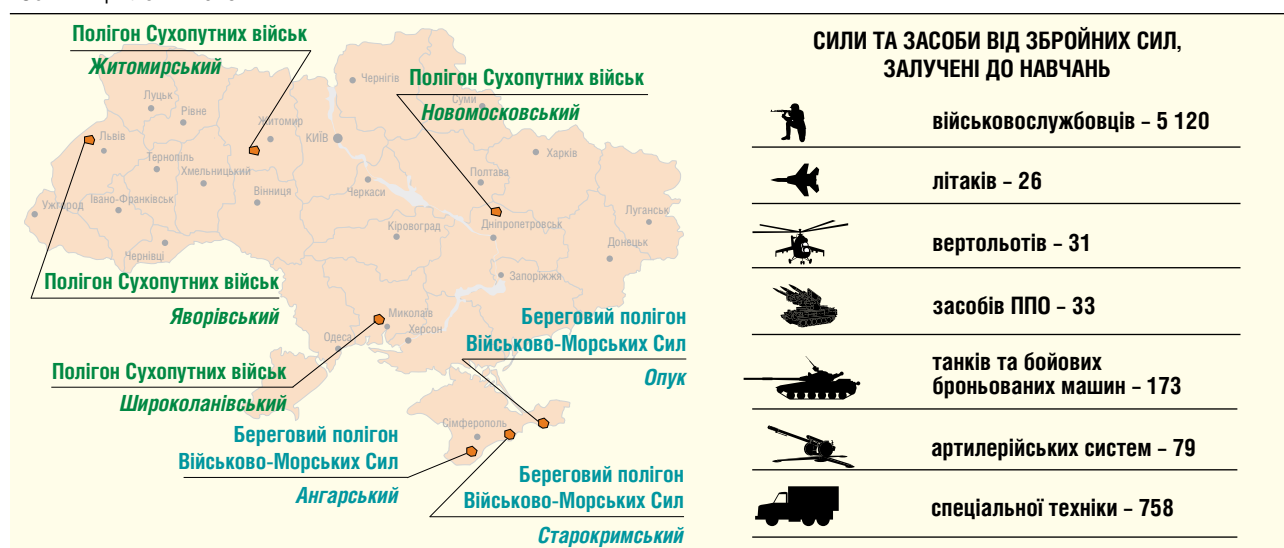 Полігон Сухопутних військ
Житомирський
Полігон Сухопутних військ
Новомосковський
Чернігів
Суми
Луцьк
Рівне
Житомир
КИЇВ
Львів
Харків
Тернопіль
Хмельницький
Полтава
Вінниця
Черкаси
Ужгород
Івано-Франківськ
Луганськ
Кіровоград
Дніпропетровськ
Донецьк
Чернівці
Запоріжжя
Полігон Сухопутних військ
Яворівський
Миколаїв
Херсон
Одеса
Береговий полігон
Військово-Морських Сил
Опук
Полігон Сухопутних військ
Широколанівський
Сімферополь
Береговий полігон
Військово-Морських Сил
Ангарський
Береговий полігон
Військово-Морських Сил
Старокримський
СИЛИ ТА ЗАСОБИ ВІД ЗБРОЙНИХ СИЛ,
ЗАЛУЧЕНІ ДО НАВЧАНЬ
військовослужбовців – 5 120
літаків – 26
вертольотів – 31
засобів ППО – 33
танків та бойових
броньованих машин – 173
артилерійських систем – 79
спеціальної техніки – 758